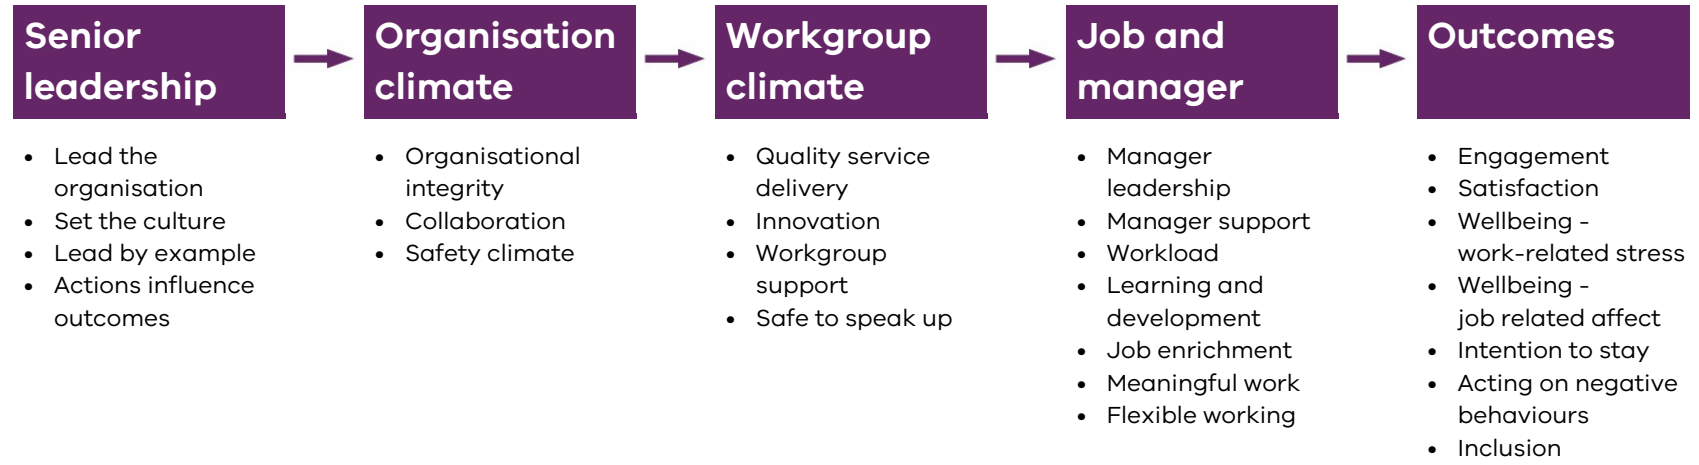 Senior
leadership
• Lead the
organisation
• Set the culture
• Lead by example
• Actions influence
outcomes
Organisation
climate
• Organisational
integrity
• Collaboration
• Safety climate
Workgroup
climate
• Quality service
delivery
• Innovation
• Workgroup
support
• Safe to speak up
Job and
manager
• Manager
leadership
• Manager support
• Workload
• Learning and
development
• Job enrichment
• Meaningful work
• Flexible working
Outcomes
• Engagement
• Satisfaction
• Wellbeing -
work-related stress
• Wellbeing -
job related affect
• Intention to stay
• Acting on negative
behaviours
• Inclusion